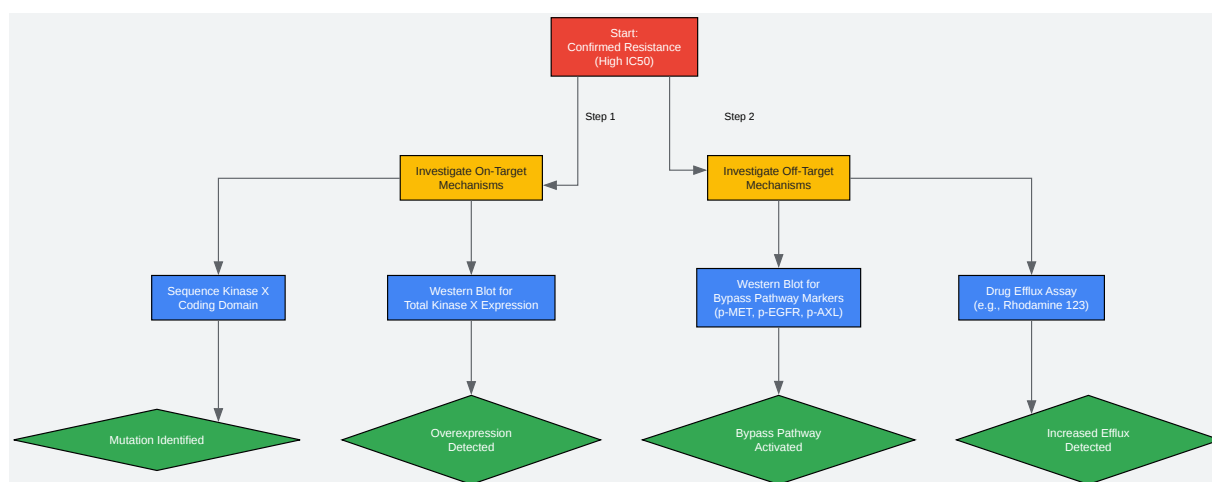 Start:
Confirmed Resistance
(High IC50)
Step 1
Step 2
Investigate On-Target
Mechanisms
Investigate Off-Target
Mechanisms
Sequence Kinase X
Coding Domain
Western Blot for
Total Kinase X Expression
Western Blot for
Bypass Pathway Markers
(p-MET, p-EGFR, p-AXL)
Drug Efflux Assay
(e.g., Rhodamine 123)
Mutation Identified
Overexpression
Detected
Bypass Pathway
Activated
Increased Efflux
Detected